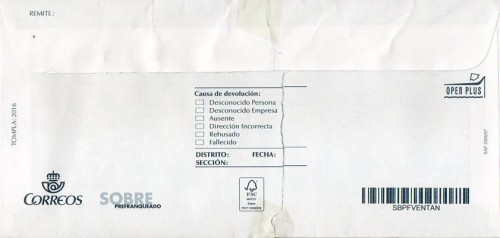 REMITE:
OPEN PLUS
Causa de devolución:
Desconocido Persona
Desconocido Empresa
Ausente
Dirección Incorrecta
Rehusado
Fallecido
DISTRITO: FECHA:
SECCIÓN:
TOMPLA: 2016
CORREOS
SOBRE
PREFRANQUEADO
FSC
SBPFVENTAN